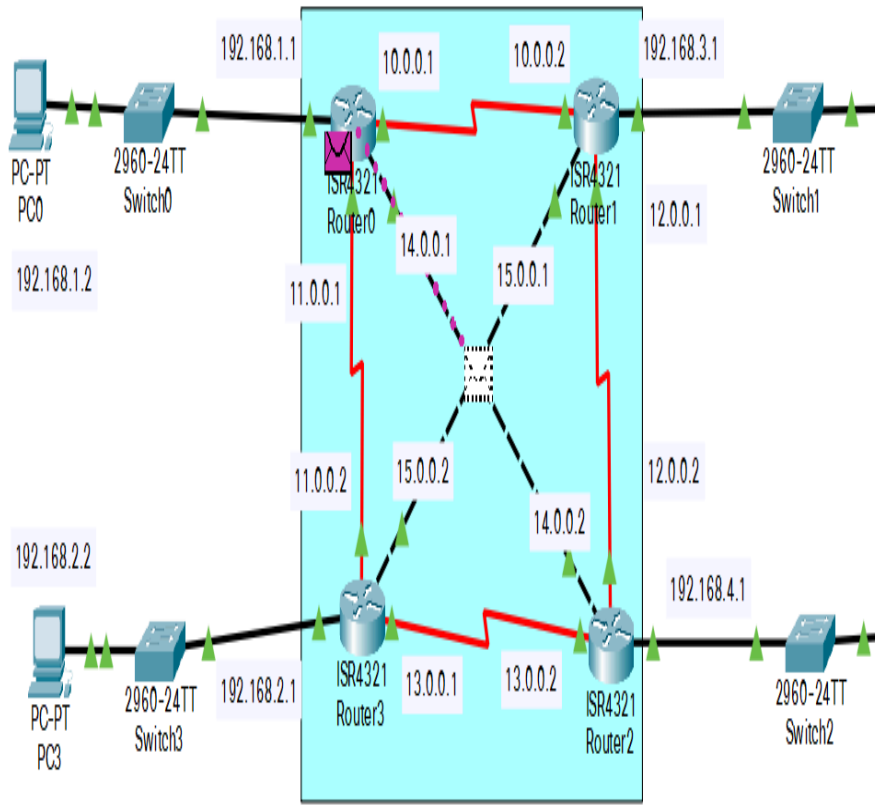 192.168.1.1
10.0.0.1
10.0.0.2
192.168.3.1
PC-PT
PC0
2960-24TT
Switch0
ISR4321
Router0
ISR4321
Router1
2960-24TT
Switch1
192.168.1.2
14.0.0.1
15.0.0.1
12.0.0.1
11.0.0.1
11.0.0.2
15.0.0.2
14.0.0.2
12.0.0.2
192.168.2.2
192.168.4.1
PC-PT
PC3
2960-24TT
Switch3
192.168.2.1
ISR4321
Router3
13.0.0.1
13.0.0.2
ISR4321
Router2
2960-24TT
Switch2